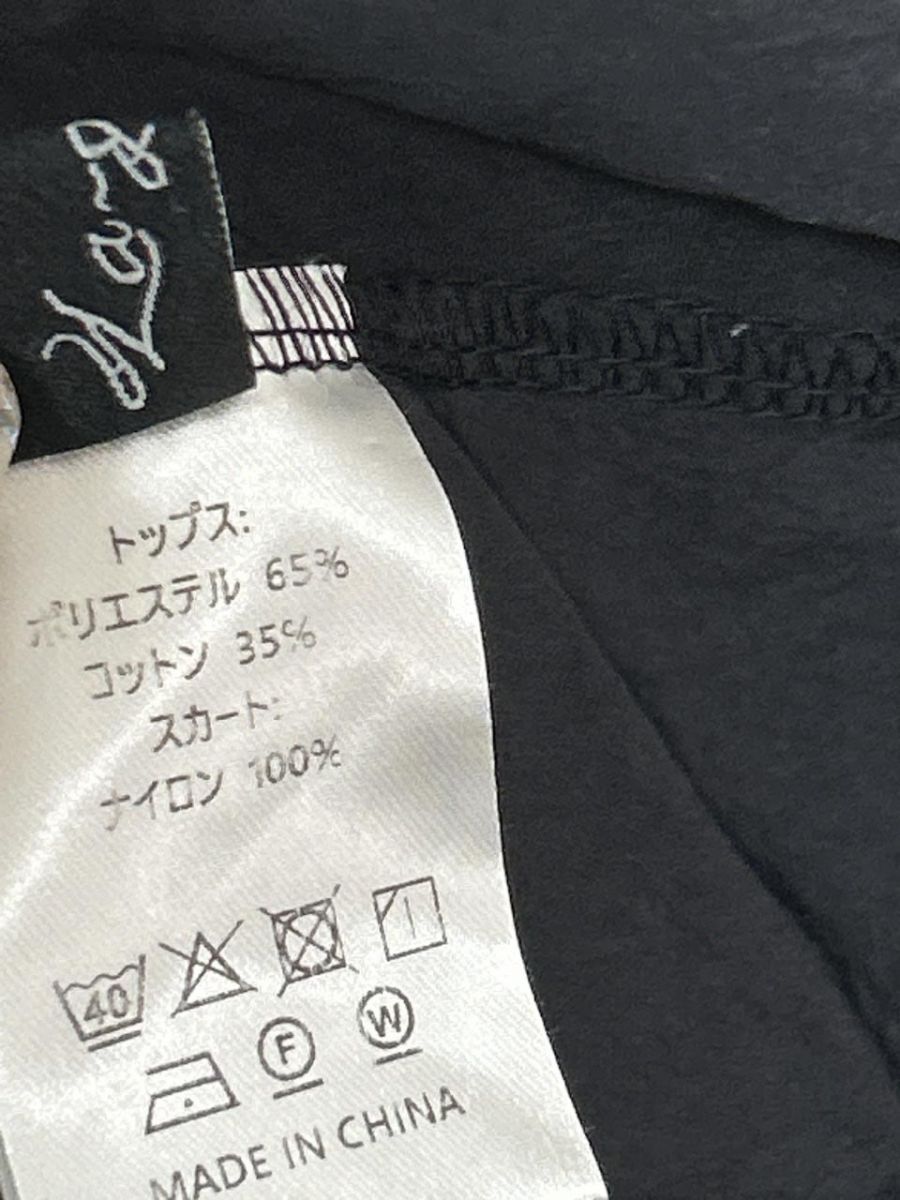 トップス:
ポリエステル 65%
コットン 35%
スカート:
ナイロン 100%
40
F W
MADE IN CHINA